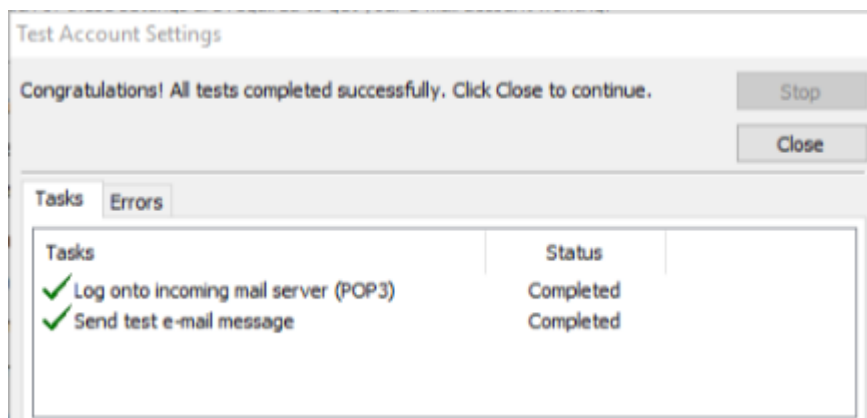 Test Account Settings
Congratulations! All tests completed successfully. Click Close to continue.
Stop
Close
Tasks Errors
Tasks Status
Log onto incoming mail server (POP3) Completed
Send test e-mail message Completed